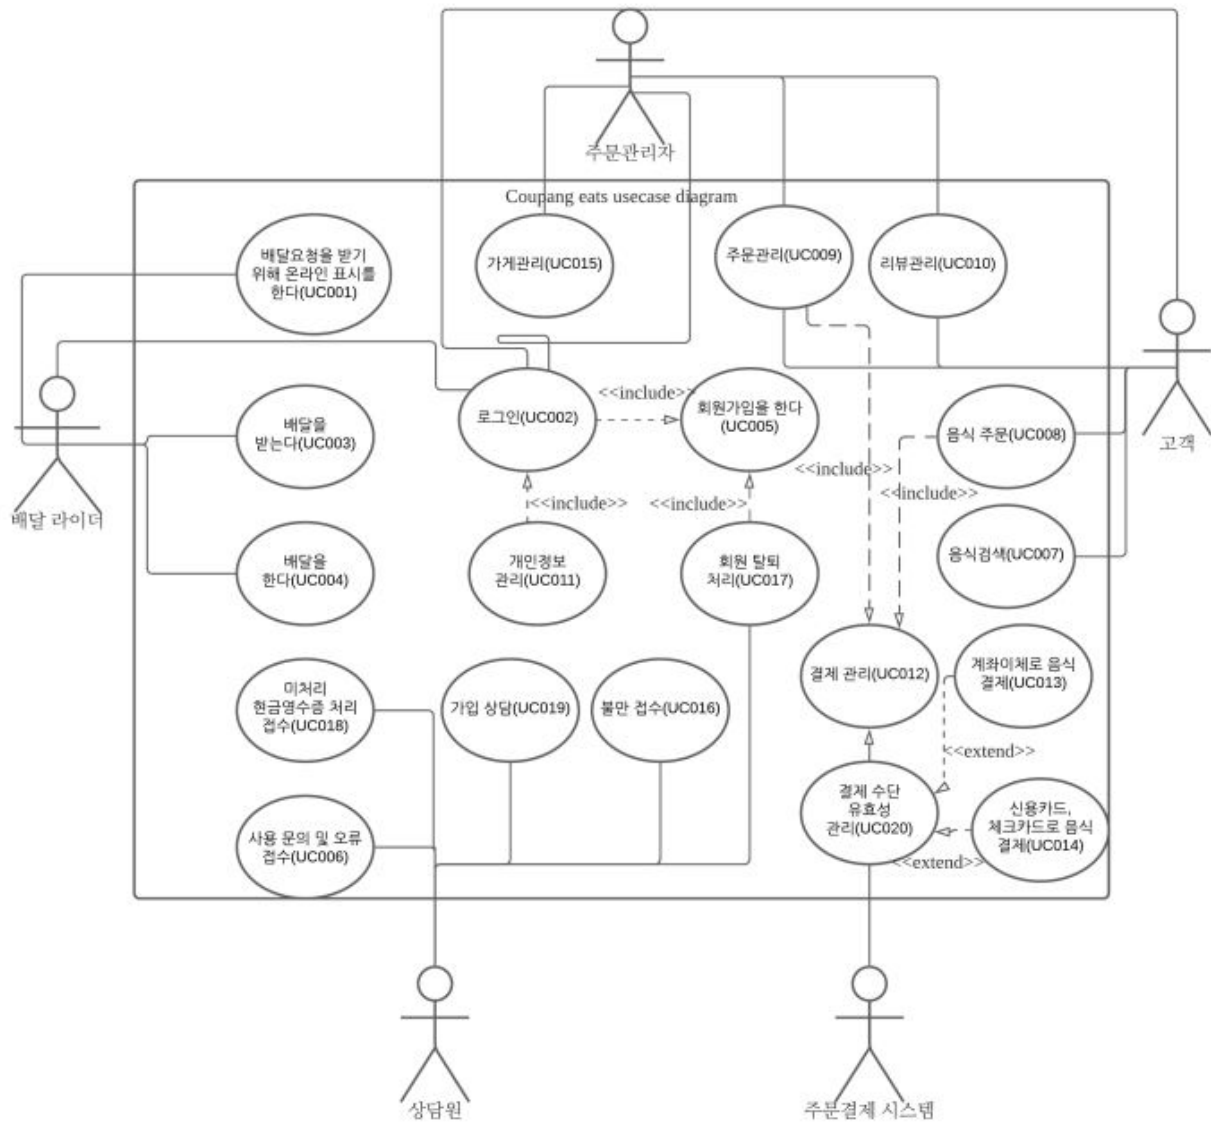 주문관리자
Coupang eats usecase diagram
배달요청을 받기
위해 온라인 표시를
한다(UC001)
가게관리(UC015)
주문관리(UC009)
리뷰관리(UC010)
로그인(UC002)
<<include>>
회원가입을 한다
(UC005)
배달을
받는다(UC003)
음식 주문(UC008)
고객
배달 라이더
<<include>>
<<include>>
<<include>>
<<include>>
배달을
한다(UC004)
개인정보
관리(UC011)
회원 탈퇴
처리(UC017)
음식검색(UC007)
미처리
현금영수증 처리
접수(UC018)
가입 상담(UC019)
불만 접수(UC016)
결제 관리(UC012)
계좌이체로 음식
결제(UC013)
<<extend>>
사용 문의 및 오류
접수(UC006)
결제 수단
유효성
관리(UC020)
신용카드,
체크카드로 음식
결제(UC014)
<<extend>>
상담원
주문결제 시스템